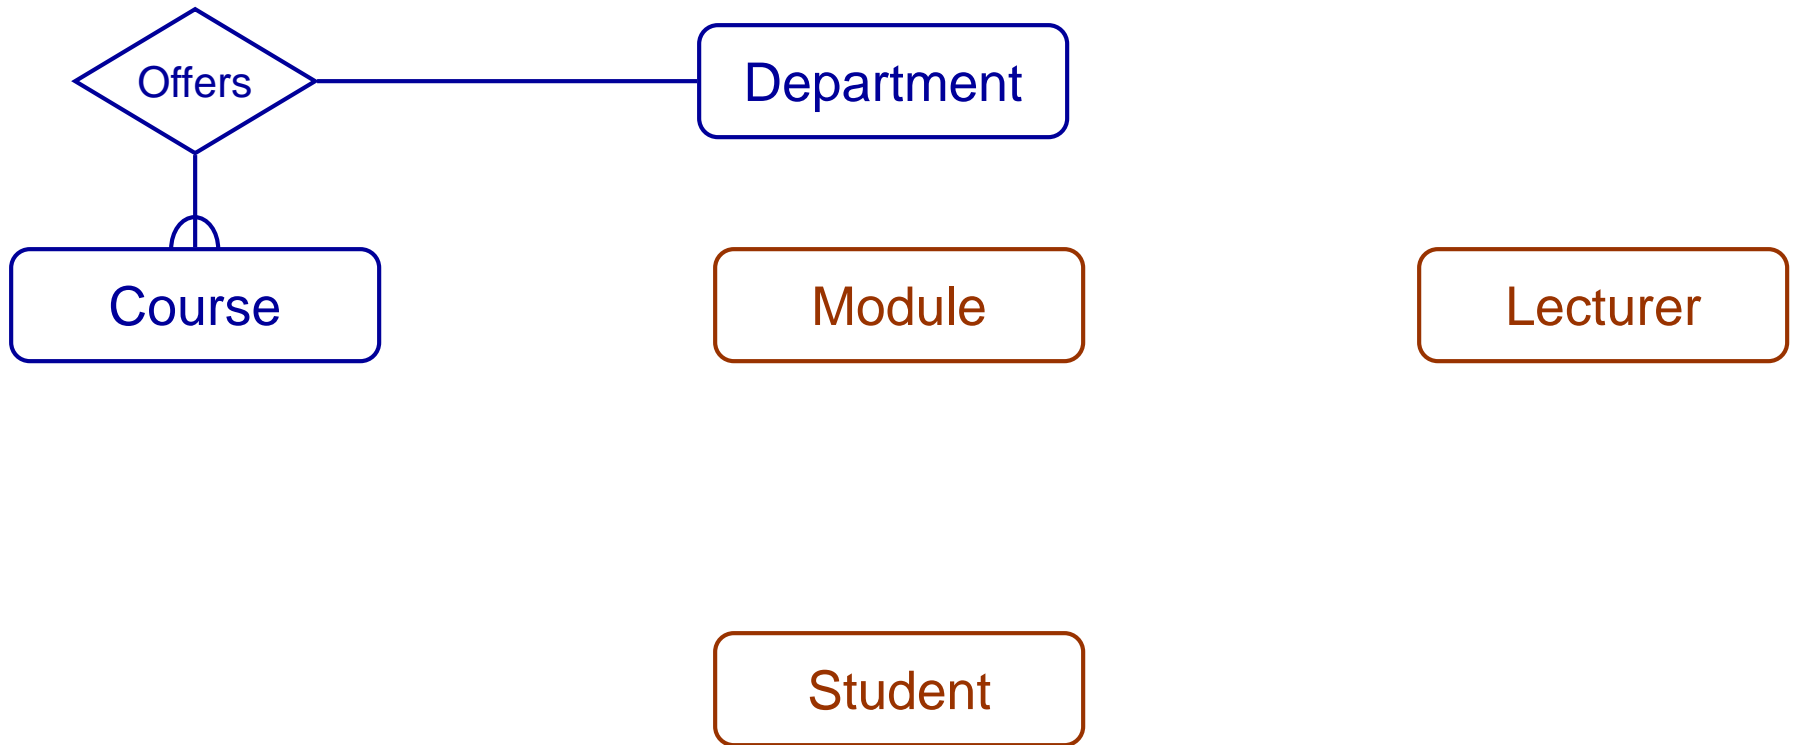 Offers
Department
Course
Module
Lecturer
Student